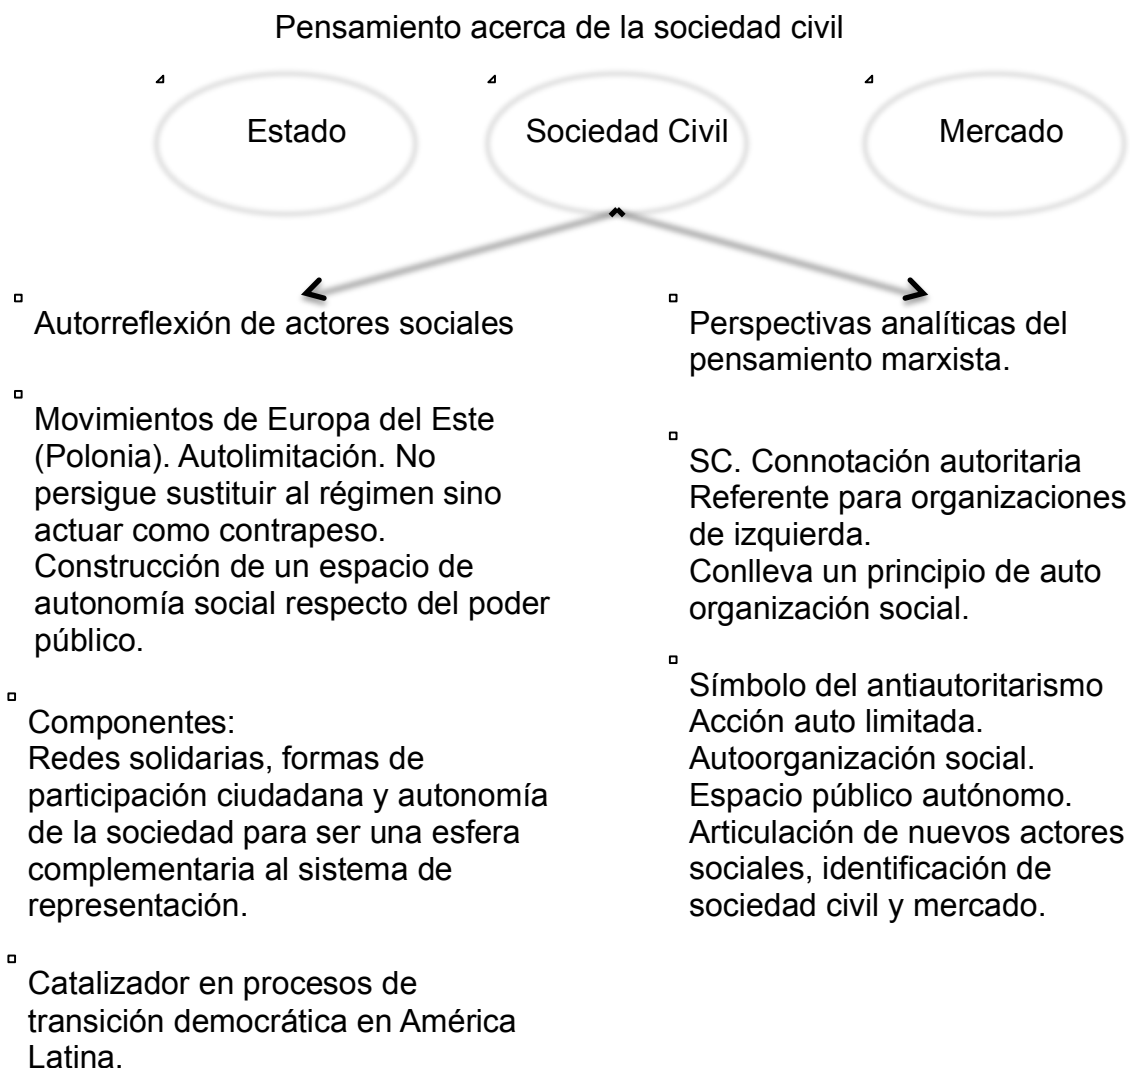 Pensamiento acerca de la sociedad civil
Estado
Sociedad Civil
Mercado
Autorreflexión de actores sociales
Movimientos de Europa del Este
(Polonia). Autolimitación. No
persigue sustituir al régimen sino
actuar como contrapeso.
Construcción de un espacio de
autonomía social respecto del poder
público.
Componentes:
Redes solidarias, formas de
participación ciudadana y autonomía
de la sociedad para ser una esfera
complementaria al sistema de
representación.
Catalizador en procesos de
transición democrática en América
Latina.
Perspectivas analíticas del
pensamiento marxista.
SC. Connotación autoritaria
Referente para organizaciones
de izquierda.
Conlleva un principio de auto
organización social.
Símbolo del antiautoritarismo
Acción auto limitada.
Autoorganización social.
Espacio público autónomo.
Articulación de nuevos actores
sociales, identificación de
sociedad civil y mercado.